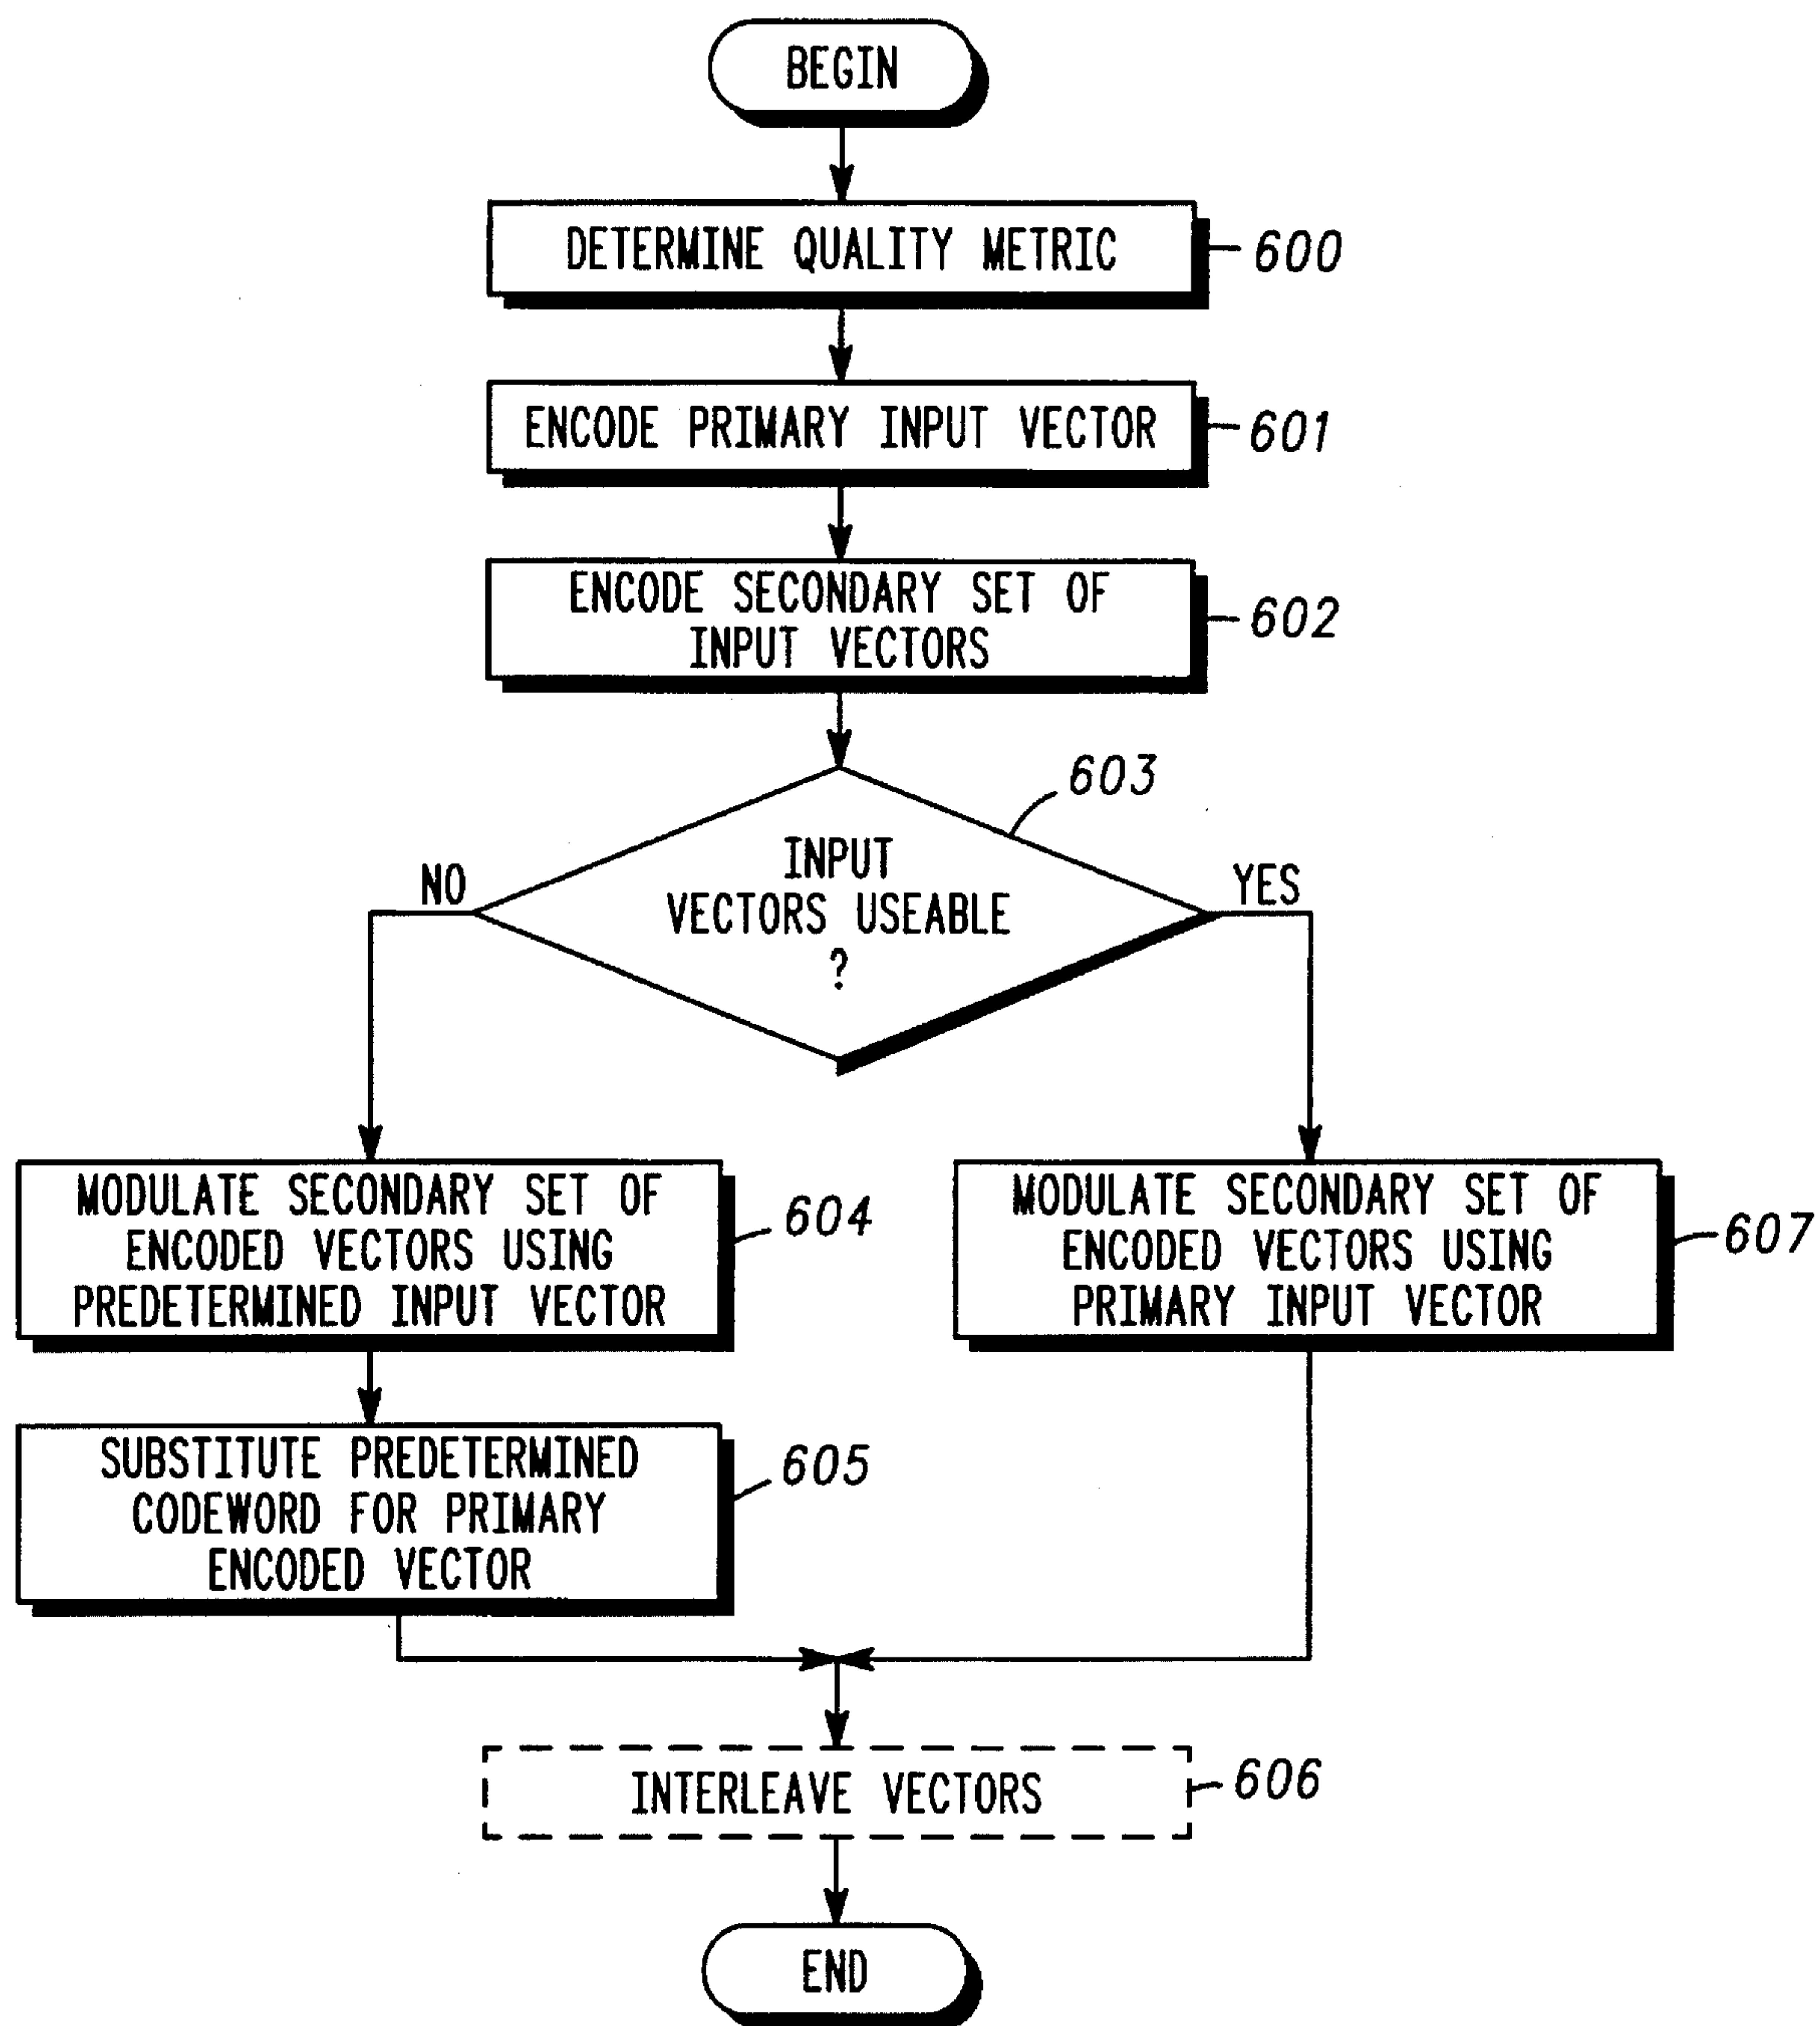 BEGIN
DETERMINE QUALITY METRIC
600
ENCODE PRIMARY INPUT VECTOR
601
ENCODE SECONDARY SET OF
INPUT VECTORS
602
603
INPUT
VECTORS USEABLE
?
NO
YES
MODULATE SECONDARY SET OF
ENCODED VECTORS USING
PREDETERMINED INPUT VECTOR
604
MODULATE SECONDARY SET OF
ENCODED VECTORS USING
PRIMARY INPUT VECTOR
607
SUBSTITUTE PREDETERMINED
CODEWORD FOR PRIMARY
ENCODED VECTOR
605
INTERLEAVE VECTORS
606
END